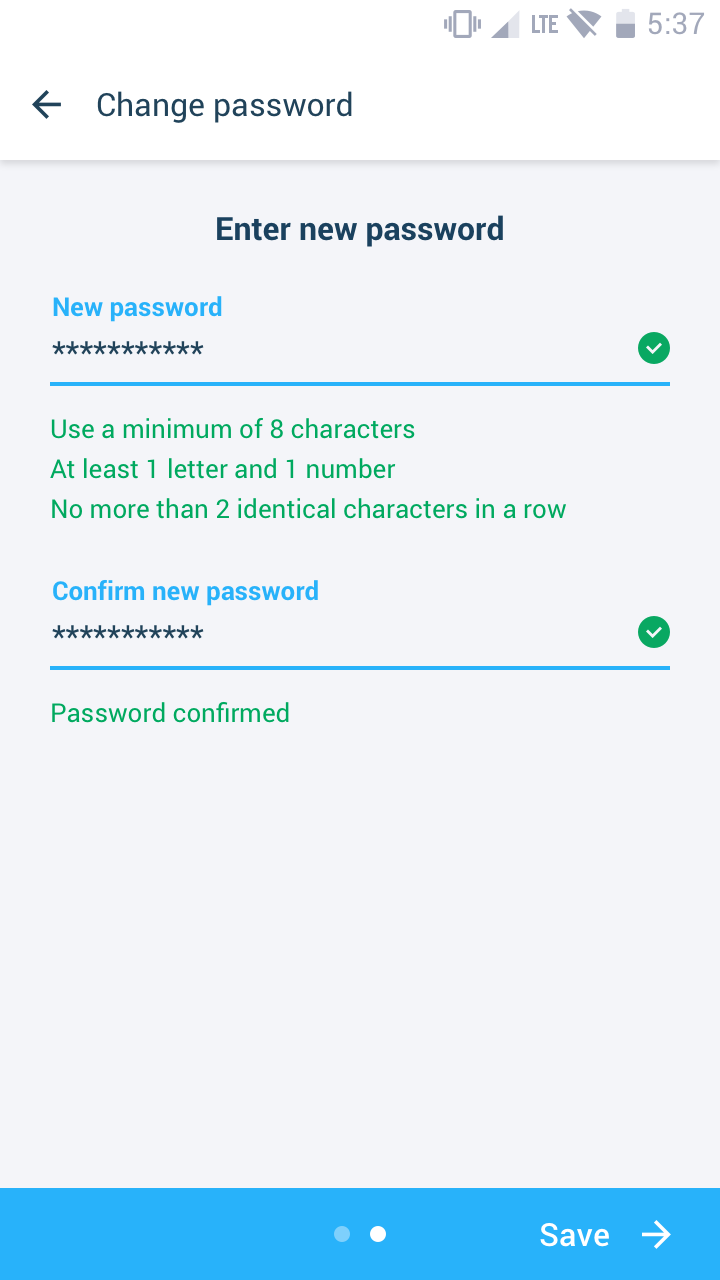 LTE 5:37
Change password
Enter new password
New password
***********
Use a minimum of 8 characters
At least 1 letter and 1 number
No more than 2 identical characters in a row
Confirm new password
***********
Password confirmed
Save